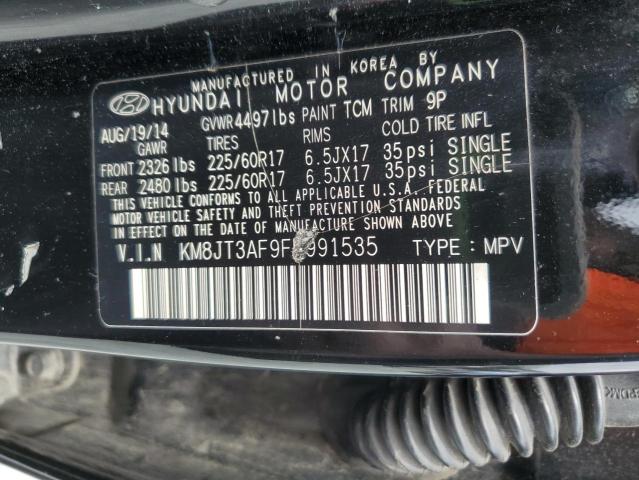 MANUFACTURED IN KOREA BY
HYUNDAI MOTOR COMPANY
AUG/19/14 GVWR 4497lbs PAINT TCM TRIM 9P
GAWR TIRES RIMS COLD TIRE INFL
FRONT 2326 lbs 225/60R17 6.5JX17 35psi SINGLE
REAR 2480 lbs 225/60R17 6.5JX17 35psi SINGLE
THIS VEHICLE CONFORMS TO ALL APPLICABLE U.S.A. FEDERAL
MOTOR VEHICLE SAFETY AND THEFT PREVENTION STANDARDS
IN EFFECT ON THE DATE OF MANUFACTURE SHOWN ABOVE
V.I.N TYPE : MPV